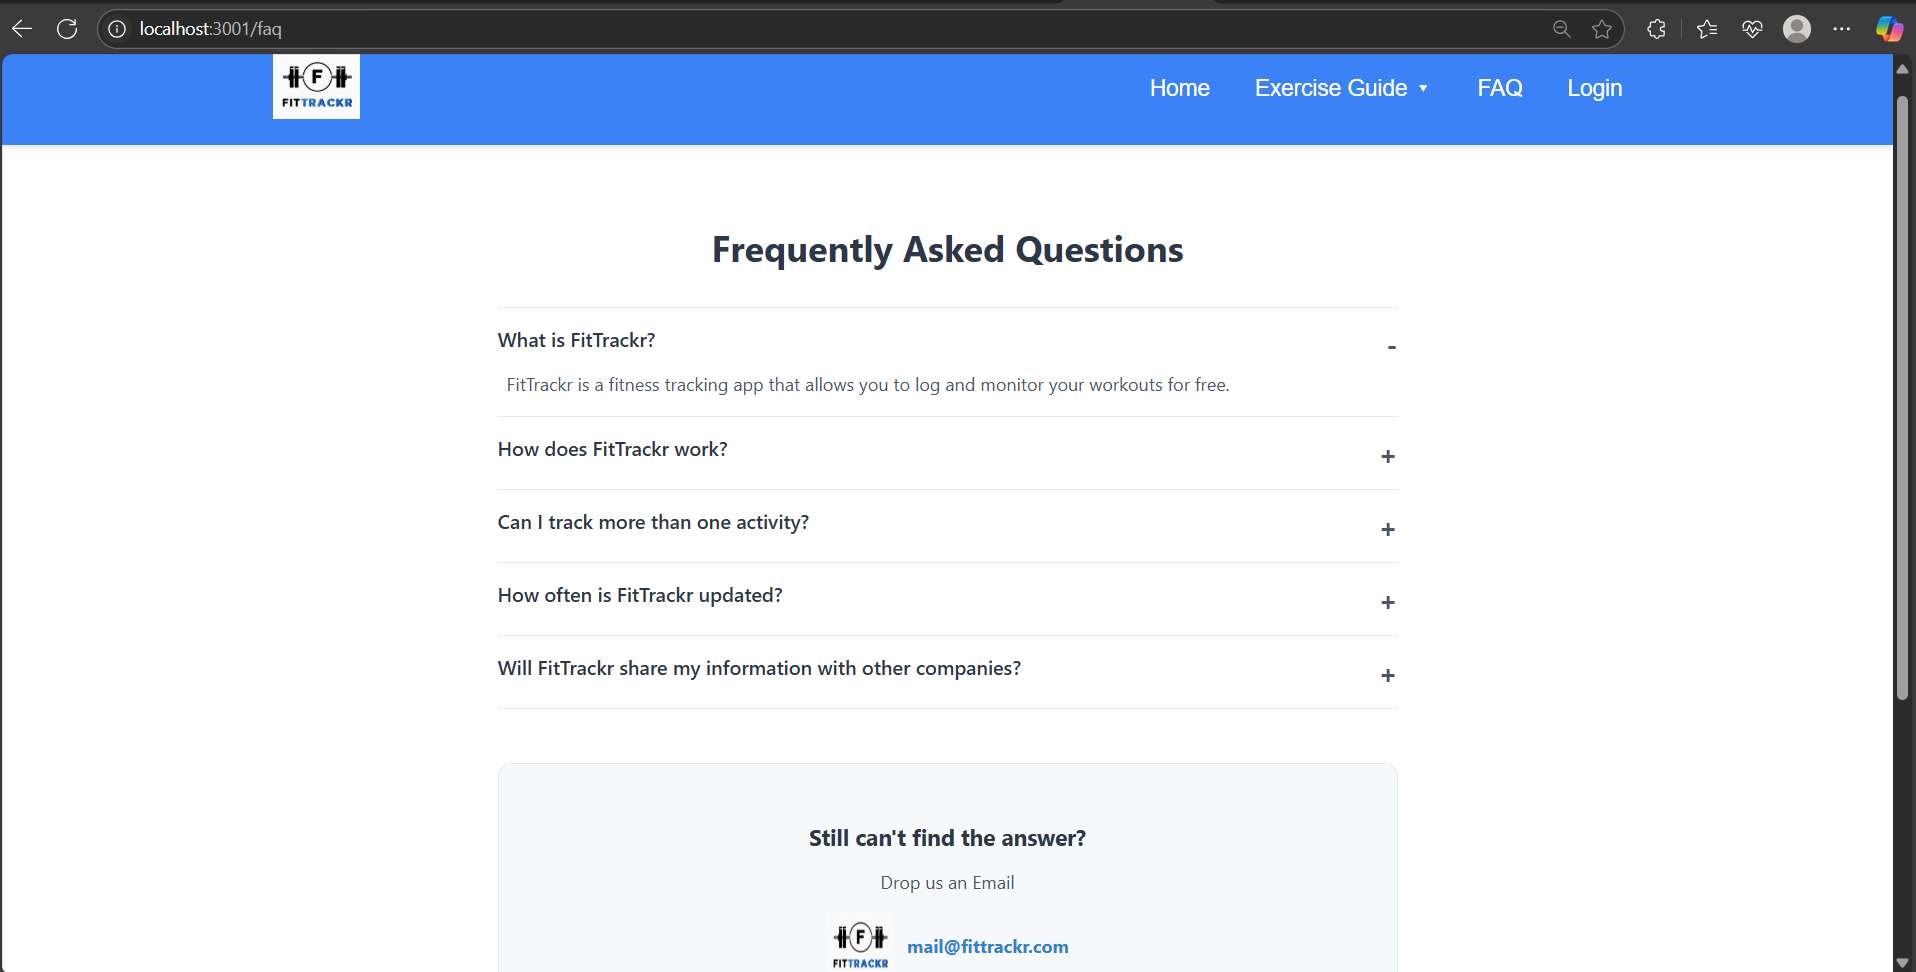 localhost:3001/faq
F
FITTRACKR
Home Exercise Guide ▼ FAQ Login
Frequently Asked Questions
What is FitTrackr?
-
FitTrackr is a fitness tracking app that allows you to log and monitor your workouts for free.
How does FitTrackr work?
+
Can I track more than one activity?
+
How often is FitTrackr updated?
+
Will FitTrackr share my information with other companies?
+
Still can't find the answer?
Drop us an Email
F
FITTRACKR
mail@fittrackr.com